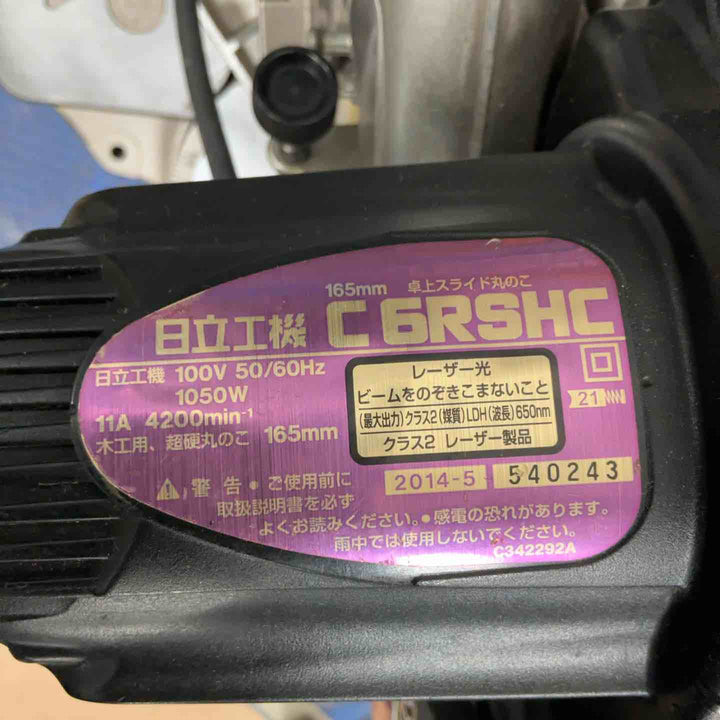 165mm 卓上スライド丸のこ
日立工機 C 6RSHC
日立工機 100V 50/60Hz
1050W
11A 4200min-1
木工用、超硬丸のこ 165mm
レーザー光
ビームをのぞきこまないこと
(最大出力)クラス2(媒質)LDH(波長)650nm
クラス2 レーザー製品
21
2014-5 540243
警告・ご使用前に
取扱説明書を必ず
よくお読みください。・感電の恐れがあります。
雨中では使用しないでください。
C342292A